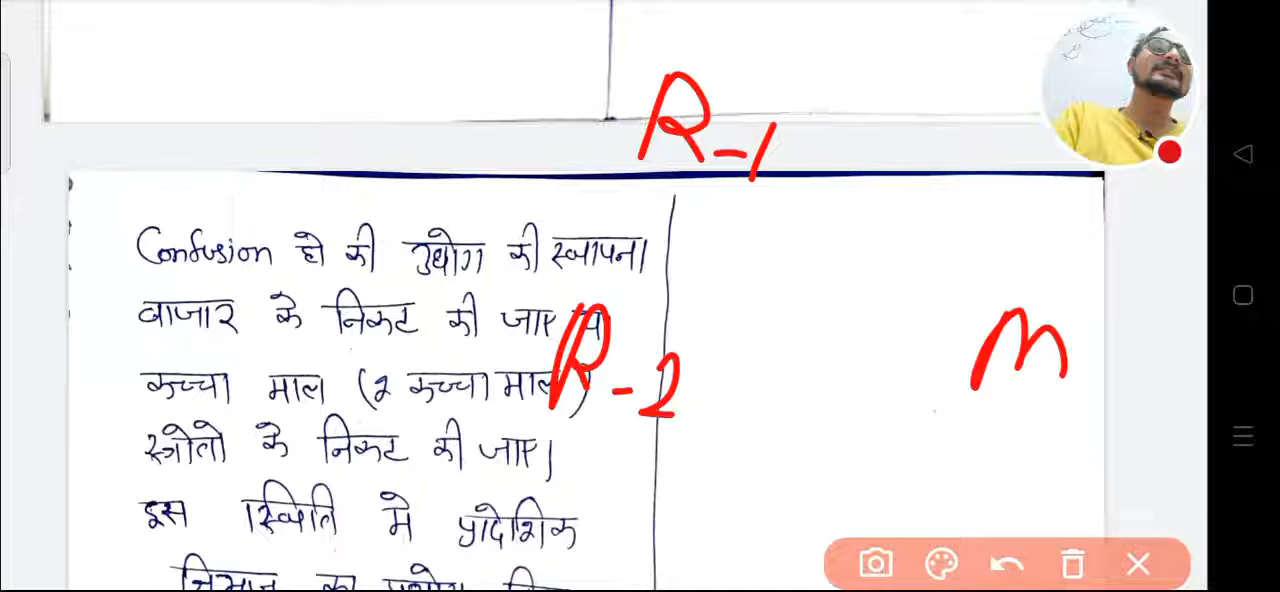 R-1
Confusion हो की उद्योग की स्थापना
बाजार के निकट की जाए या
कच्चा माल (2 कच्चा माल)
R-2
M
स्त्रोतो के निकट की जाए।
इस स्थिति मे प्रादेशिक
का